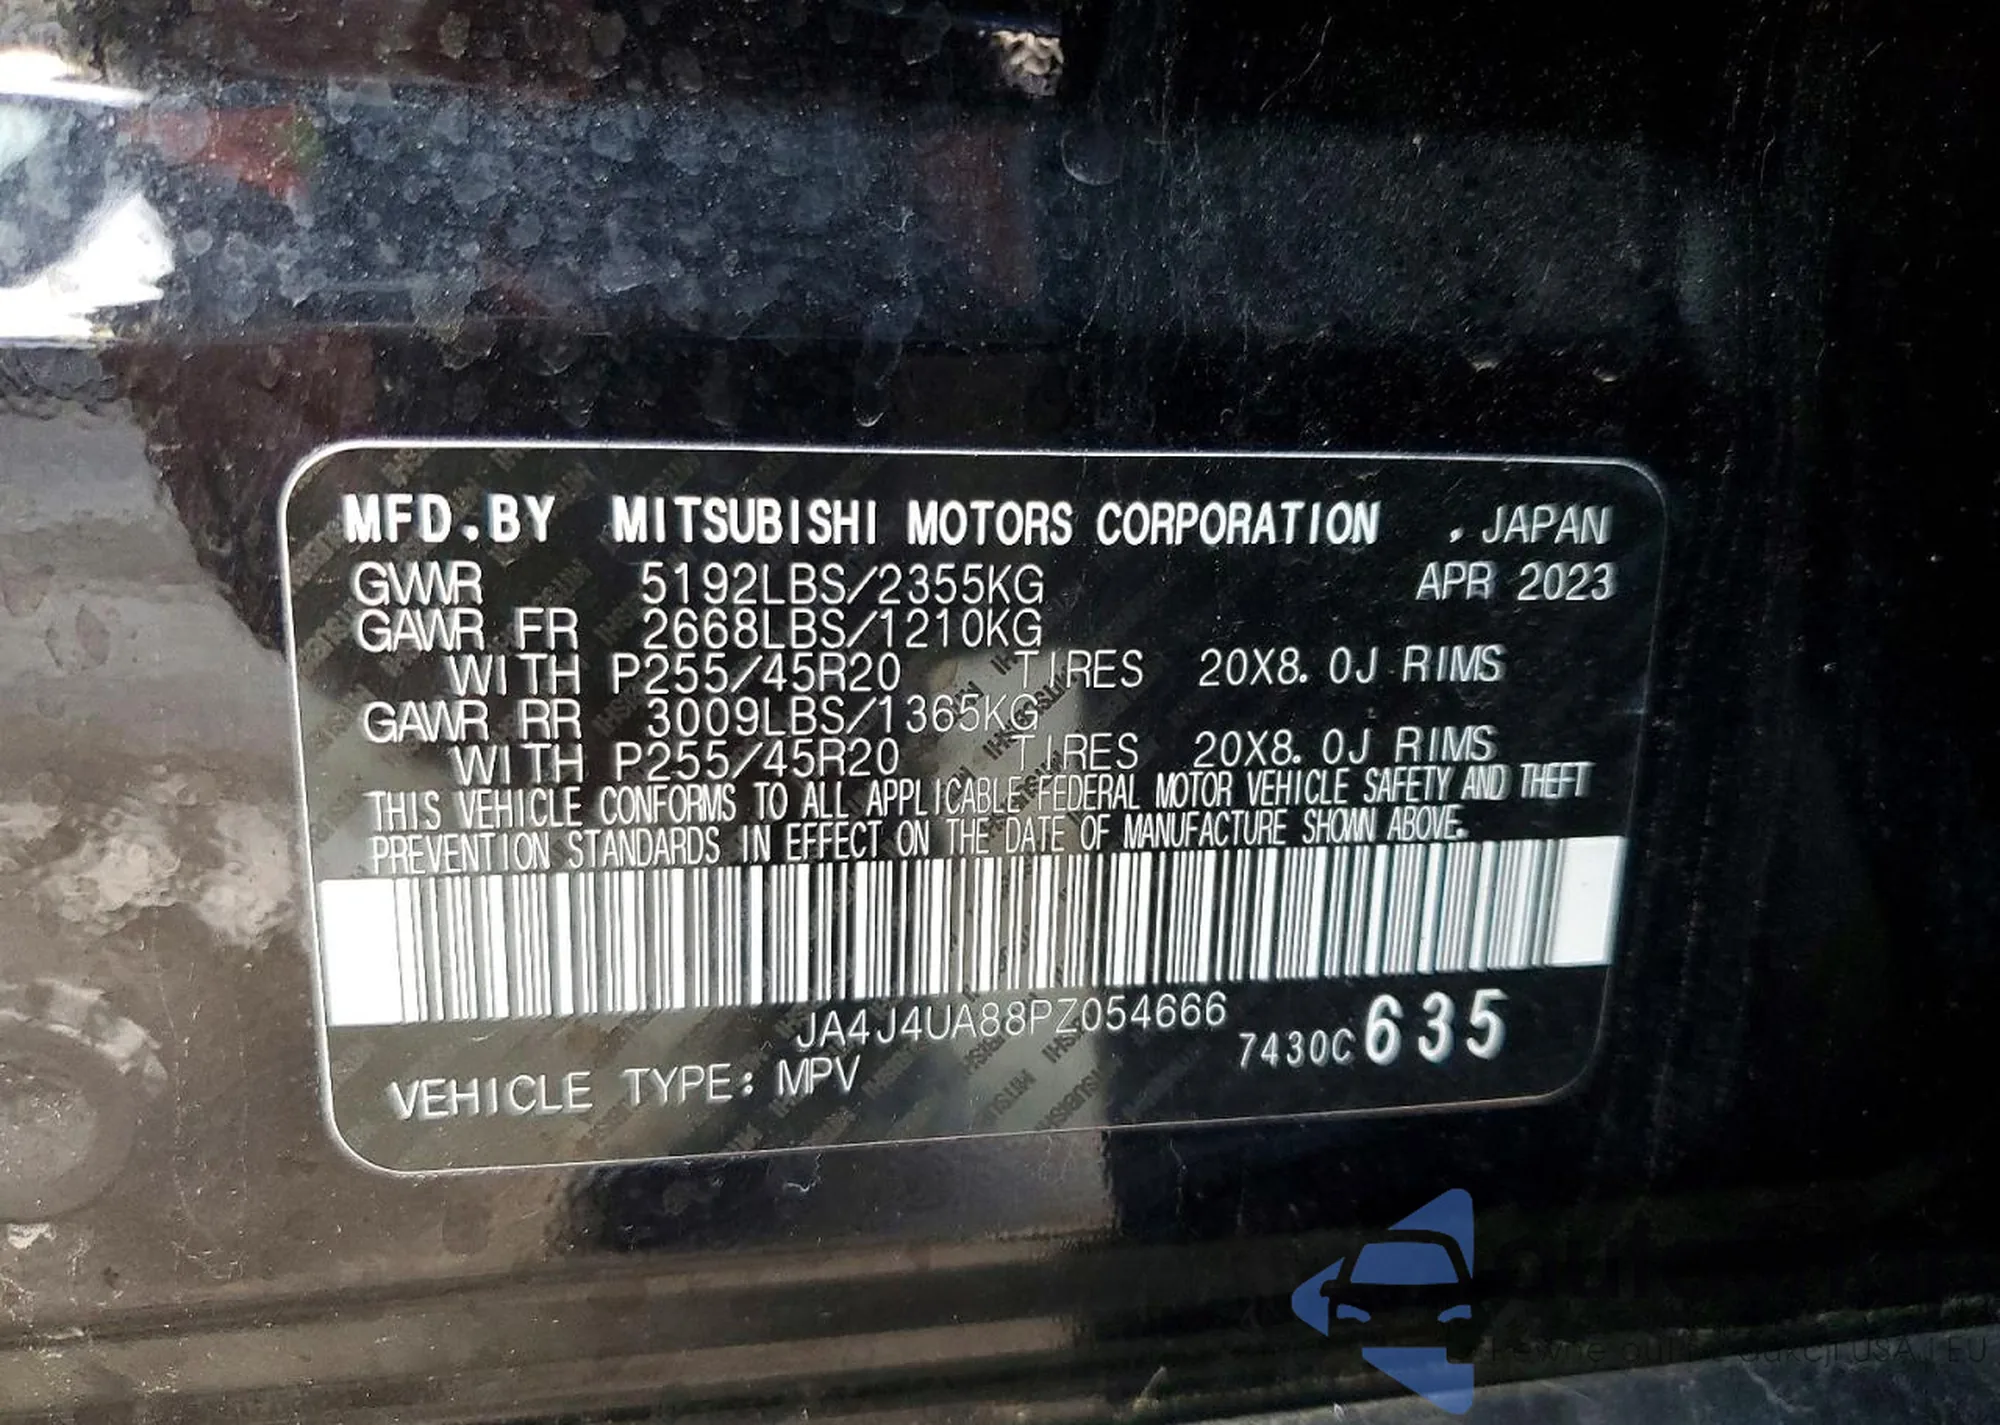 MFD.BY MITSUBISHI MOTORS CORPORATION , JAPAN
GVWR 5192LBS/2355KG APR 2023
GAWR FR 2668LBS/1210KG
WITH P255/45R20 TIRES 20X8.0J RIMS
GAWR RR 3009LBS/1365KG
WITH P255/45R20 TIRES 20X8.0J RIMS
THIS VEHICLE CONFORMS TO ALL APPLICABLE FEDERAL MOTOR VEHICLE SAFETY AND THEFT
PREVENTION STANDARDS IN EFFECT ON THE DATE OF MANUFACTURE SHOWN ABOVE.
JA4J4UA88PZ054666
7430C 635
VEHICLE TYPE: MPV
USA i EU